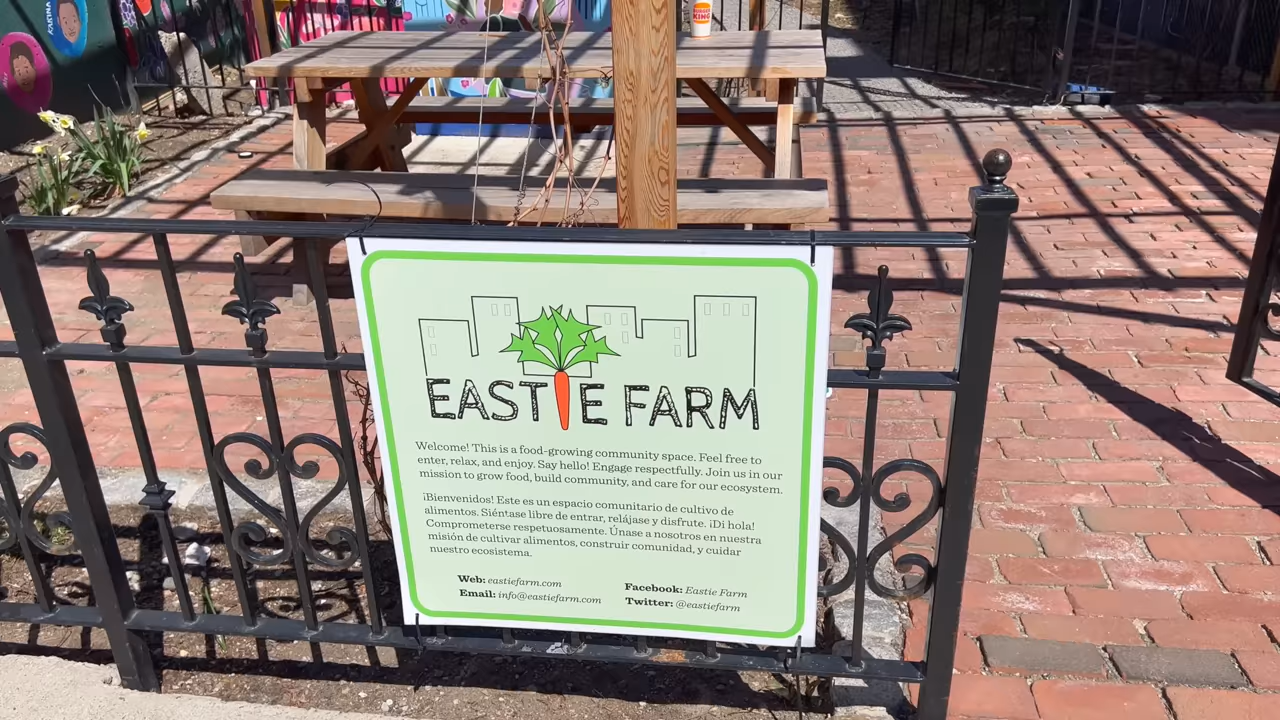 KARINA
BURGER
KING
EASTIE FARM
Welcome! This is a food-growing community space. Feel free to
enter, relax, and enjoy. Say hello! Engage respectfully. Join us in our
mission to grow food, build community, and care for our ecosystem.
¡Bienvenidos! Este es un espacio comunitario de cultivo de
alimentos. Siéntase libre de entrar, relájase y disfrute. ¡Di hola!
Comprometerse respetuosamente. Únase a nosotros en nuestra
misión de cultivar alimentos, construir comunidad, y cuidar
nuestro ecosistema.
Web: eastiefarm.com
Email: info@eastiefarm.com
Facebook: Eastie Farm
Twitter: @eastiefarm